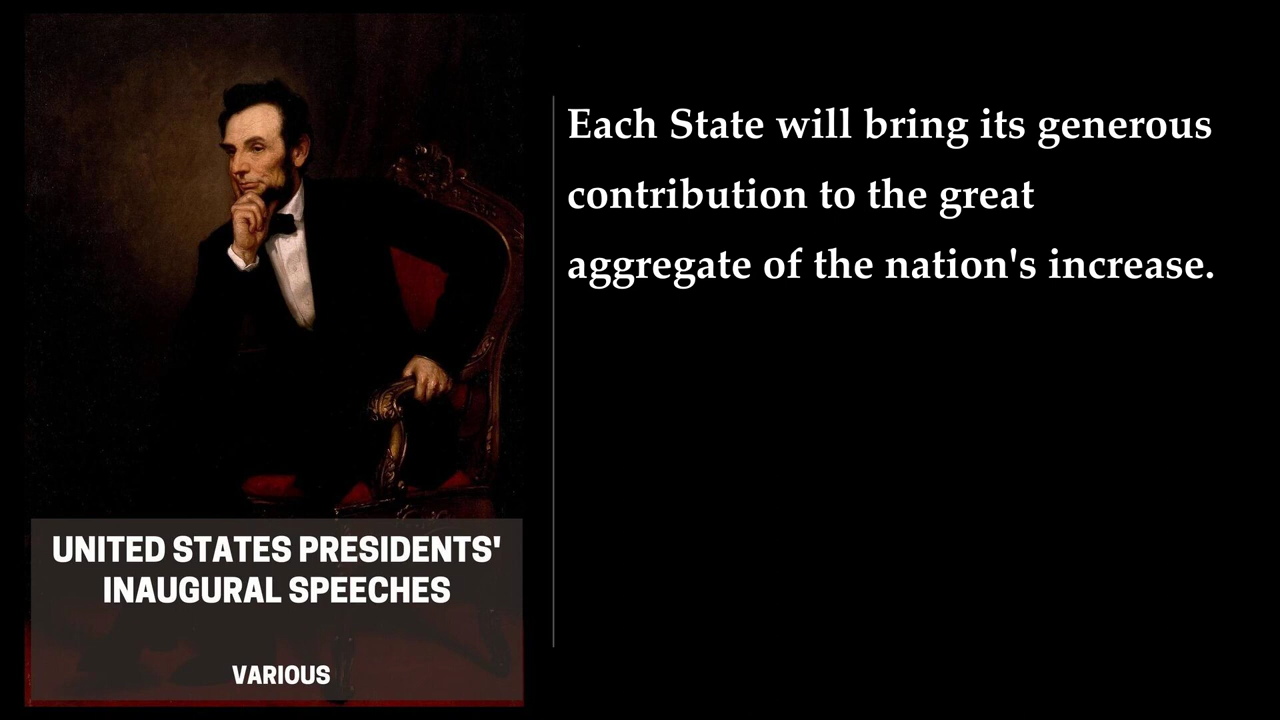 Each State will bring its generous
contribution to the great
aggregate of the nation's increase.
UNITED STATES PRESIDENTS'
INAUGURAL SPEECHES
VARIOUS